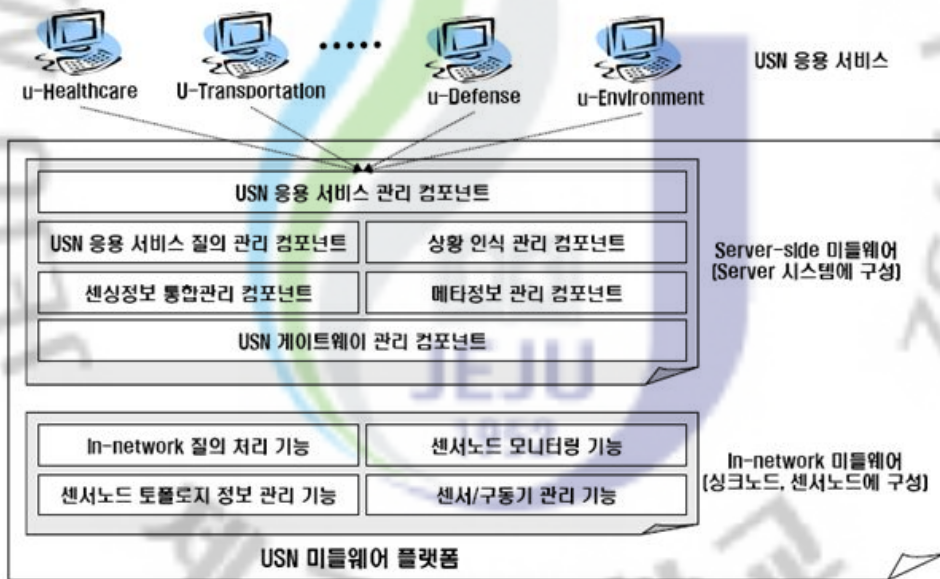 u-Healthcare
U-Transportation
u-Defense
u-Environment
USN 응용 서비스
USN 응용 서비스 관리 컴포넌트
USN 응용 서비스 질의 관리 컴포넌트
상황 인식 관리 컴포넌트
센싱정보 통합관리 컴포넌트
메타정보 관리 컴포넌트
USN 게이트웨이 관리 컴포넌트
Server-side 미들웨어
(Server 시스템에 구성)
JEJU
1952
In-network 질의 처리 기능
센서노드 모니터링 기능
센서노드 토폴로지 정보 관리 기능
센서/구동기 관리 기능
In-network 미들웨어
(싱크노드, 센서노드에 구성)
USN 미들웨어 플랫폼